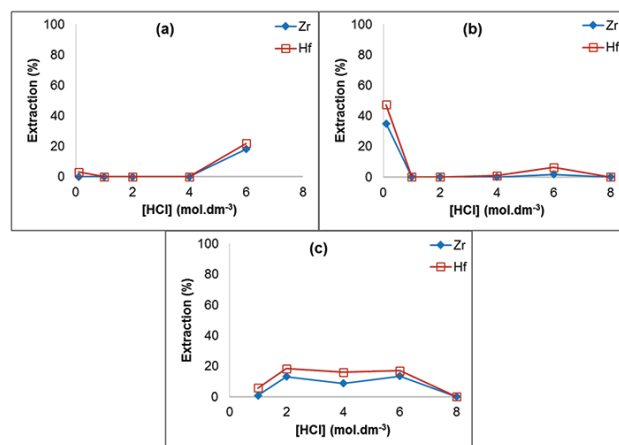 (a)
Zr
Hf
100
80
60
40
20
0
Extraction (%)
0 2 4 6 8
[HCl] (mol.dm⁻³)
(b)
Zr
Hf
100
80
60
40
20
0
Extraction (%)
0 2 4 6 8
[HCl] (mol.dm⁻³)
(c)
Zr
Hf
100
80
60
40
20
0
Extraction (%)
0 2 4 6 8
[HCl] (mol.dm⁻³)